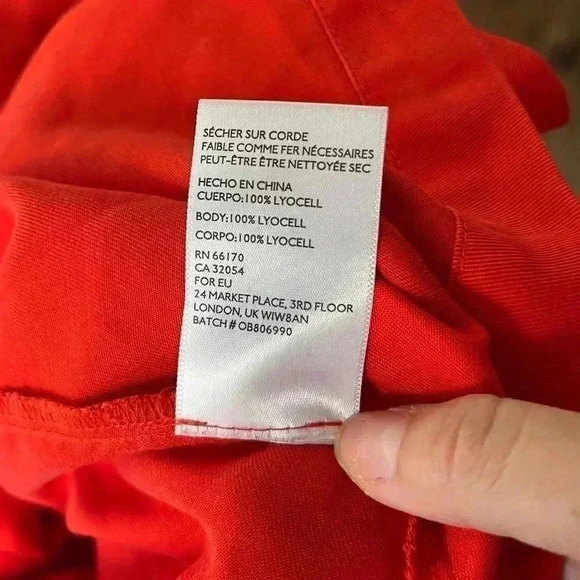 SÉCHER SUR CORDE
FAIBLE COMME FER NÉCESSAIRES
PEUT-ÊTRE ÊTRE NETTOYÉE SEC
HECHO EN CHINA
CUERPO:100% LYOCELL
BODY:100% LYOCELL
CORPO:100% LYOCELL
RN 66170
CA 32054
FOR EU
24 MARKET PLACE, 3RD FLOOR
LONDON, UK WIW8AN
BATCH # OB806990